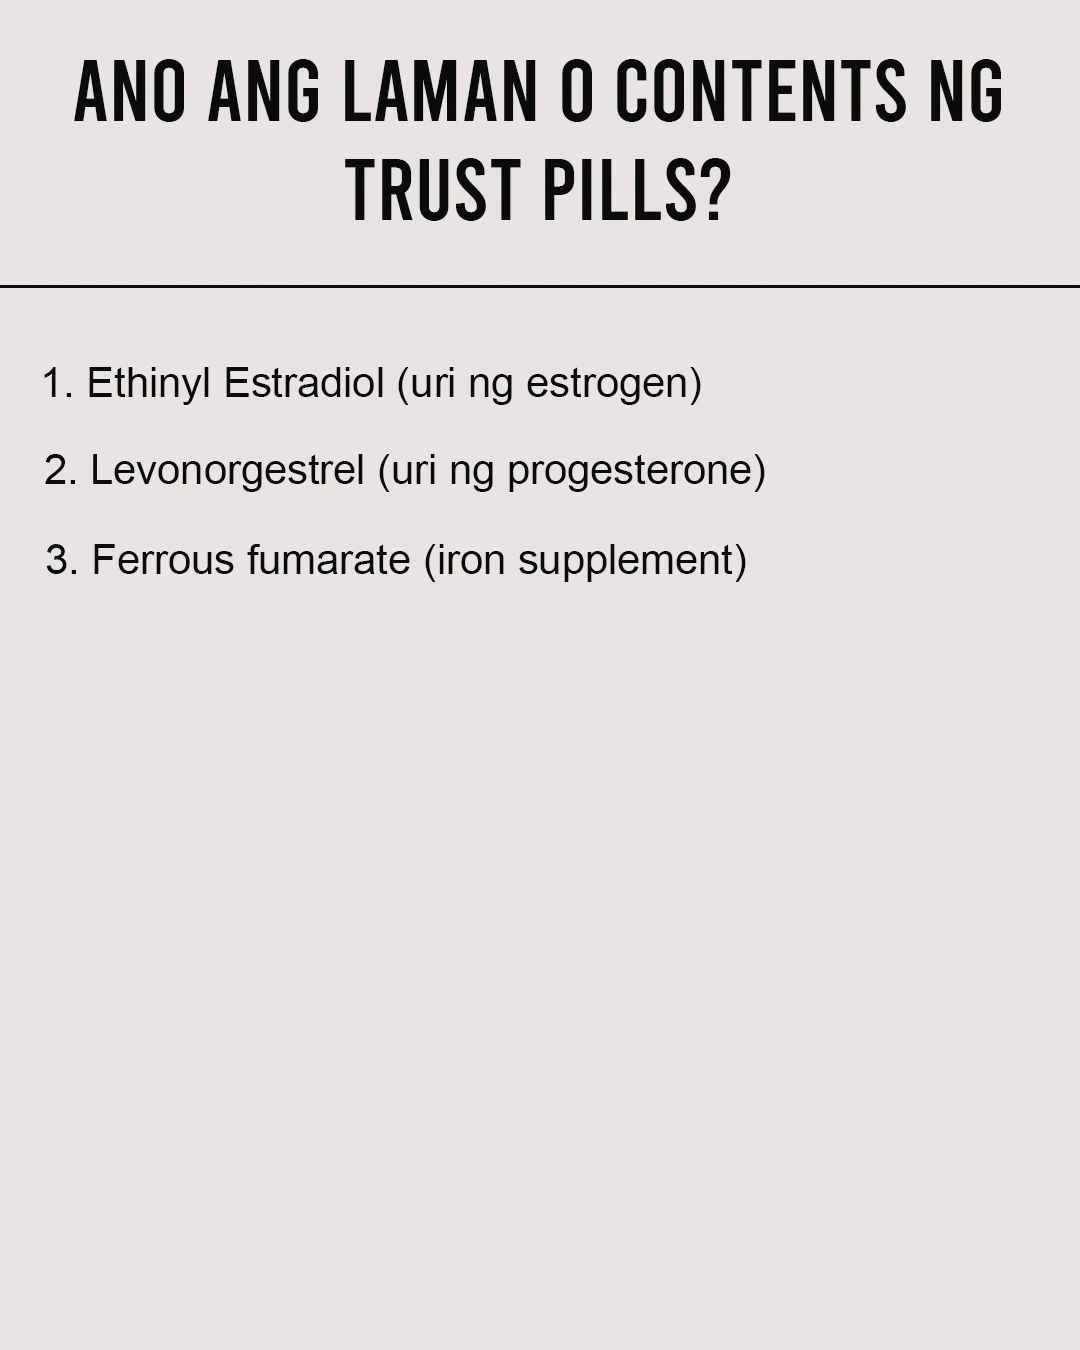 ANO ANG LAMAN O CONTENTS NG
TRUST PILLS?
1. Ethinyl Estradiol (uri ng estrogen)
2. Levonorgestrel (uri ng progesterone)
3. Ferrous fumarate (iron supplement)